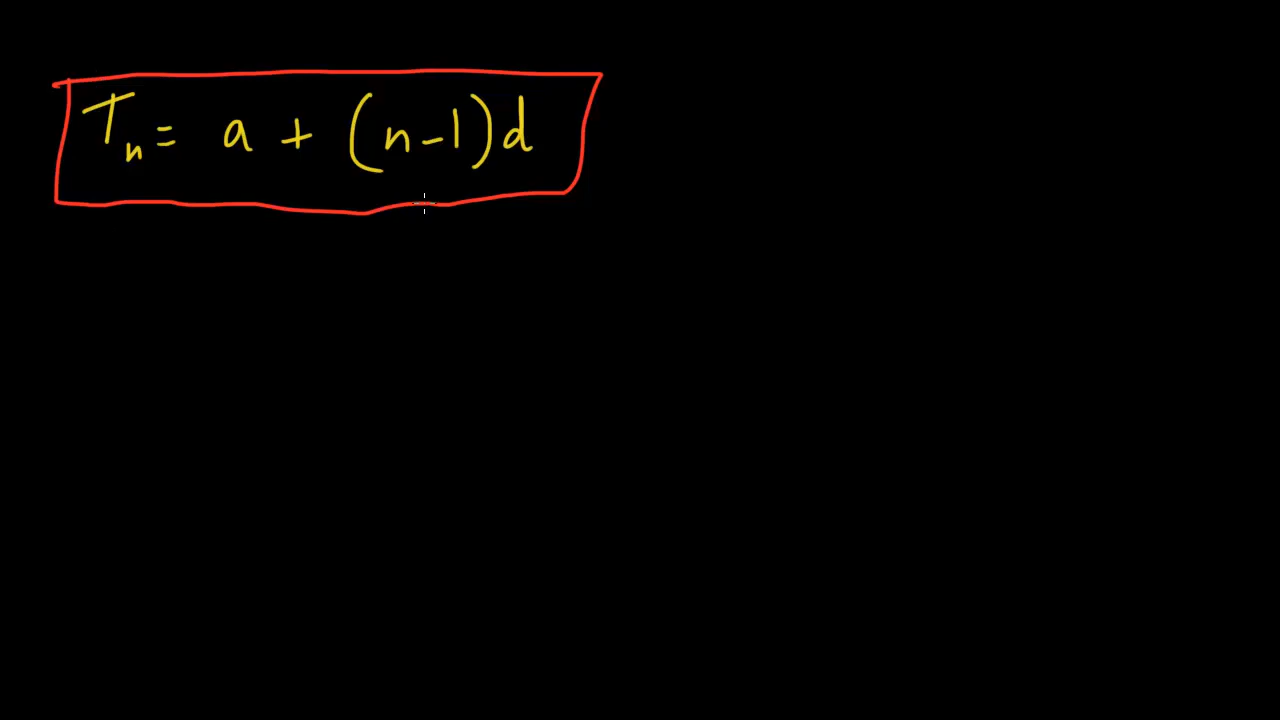 Tn = a + (n-1)d